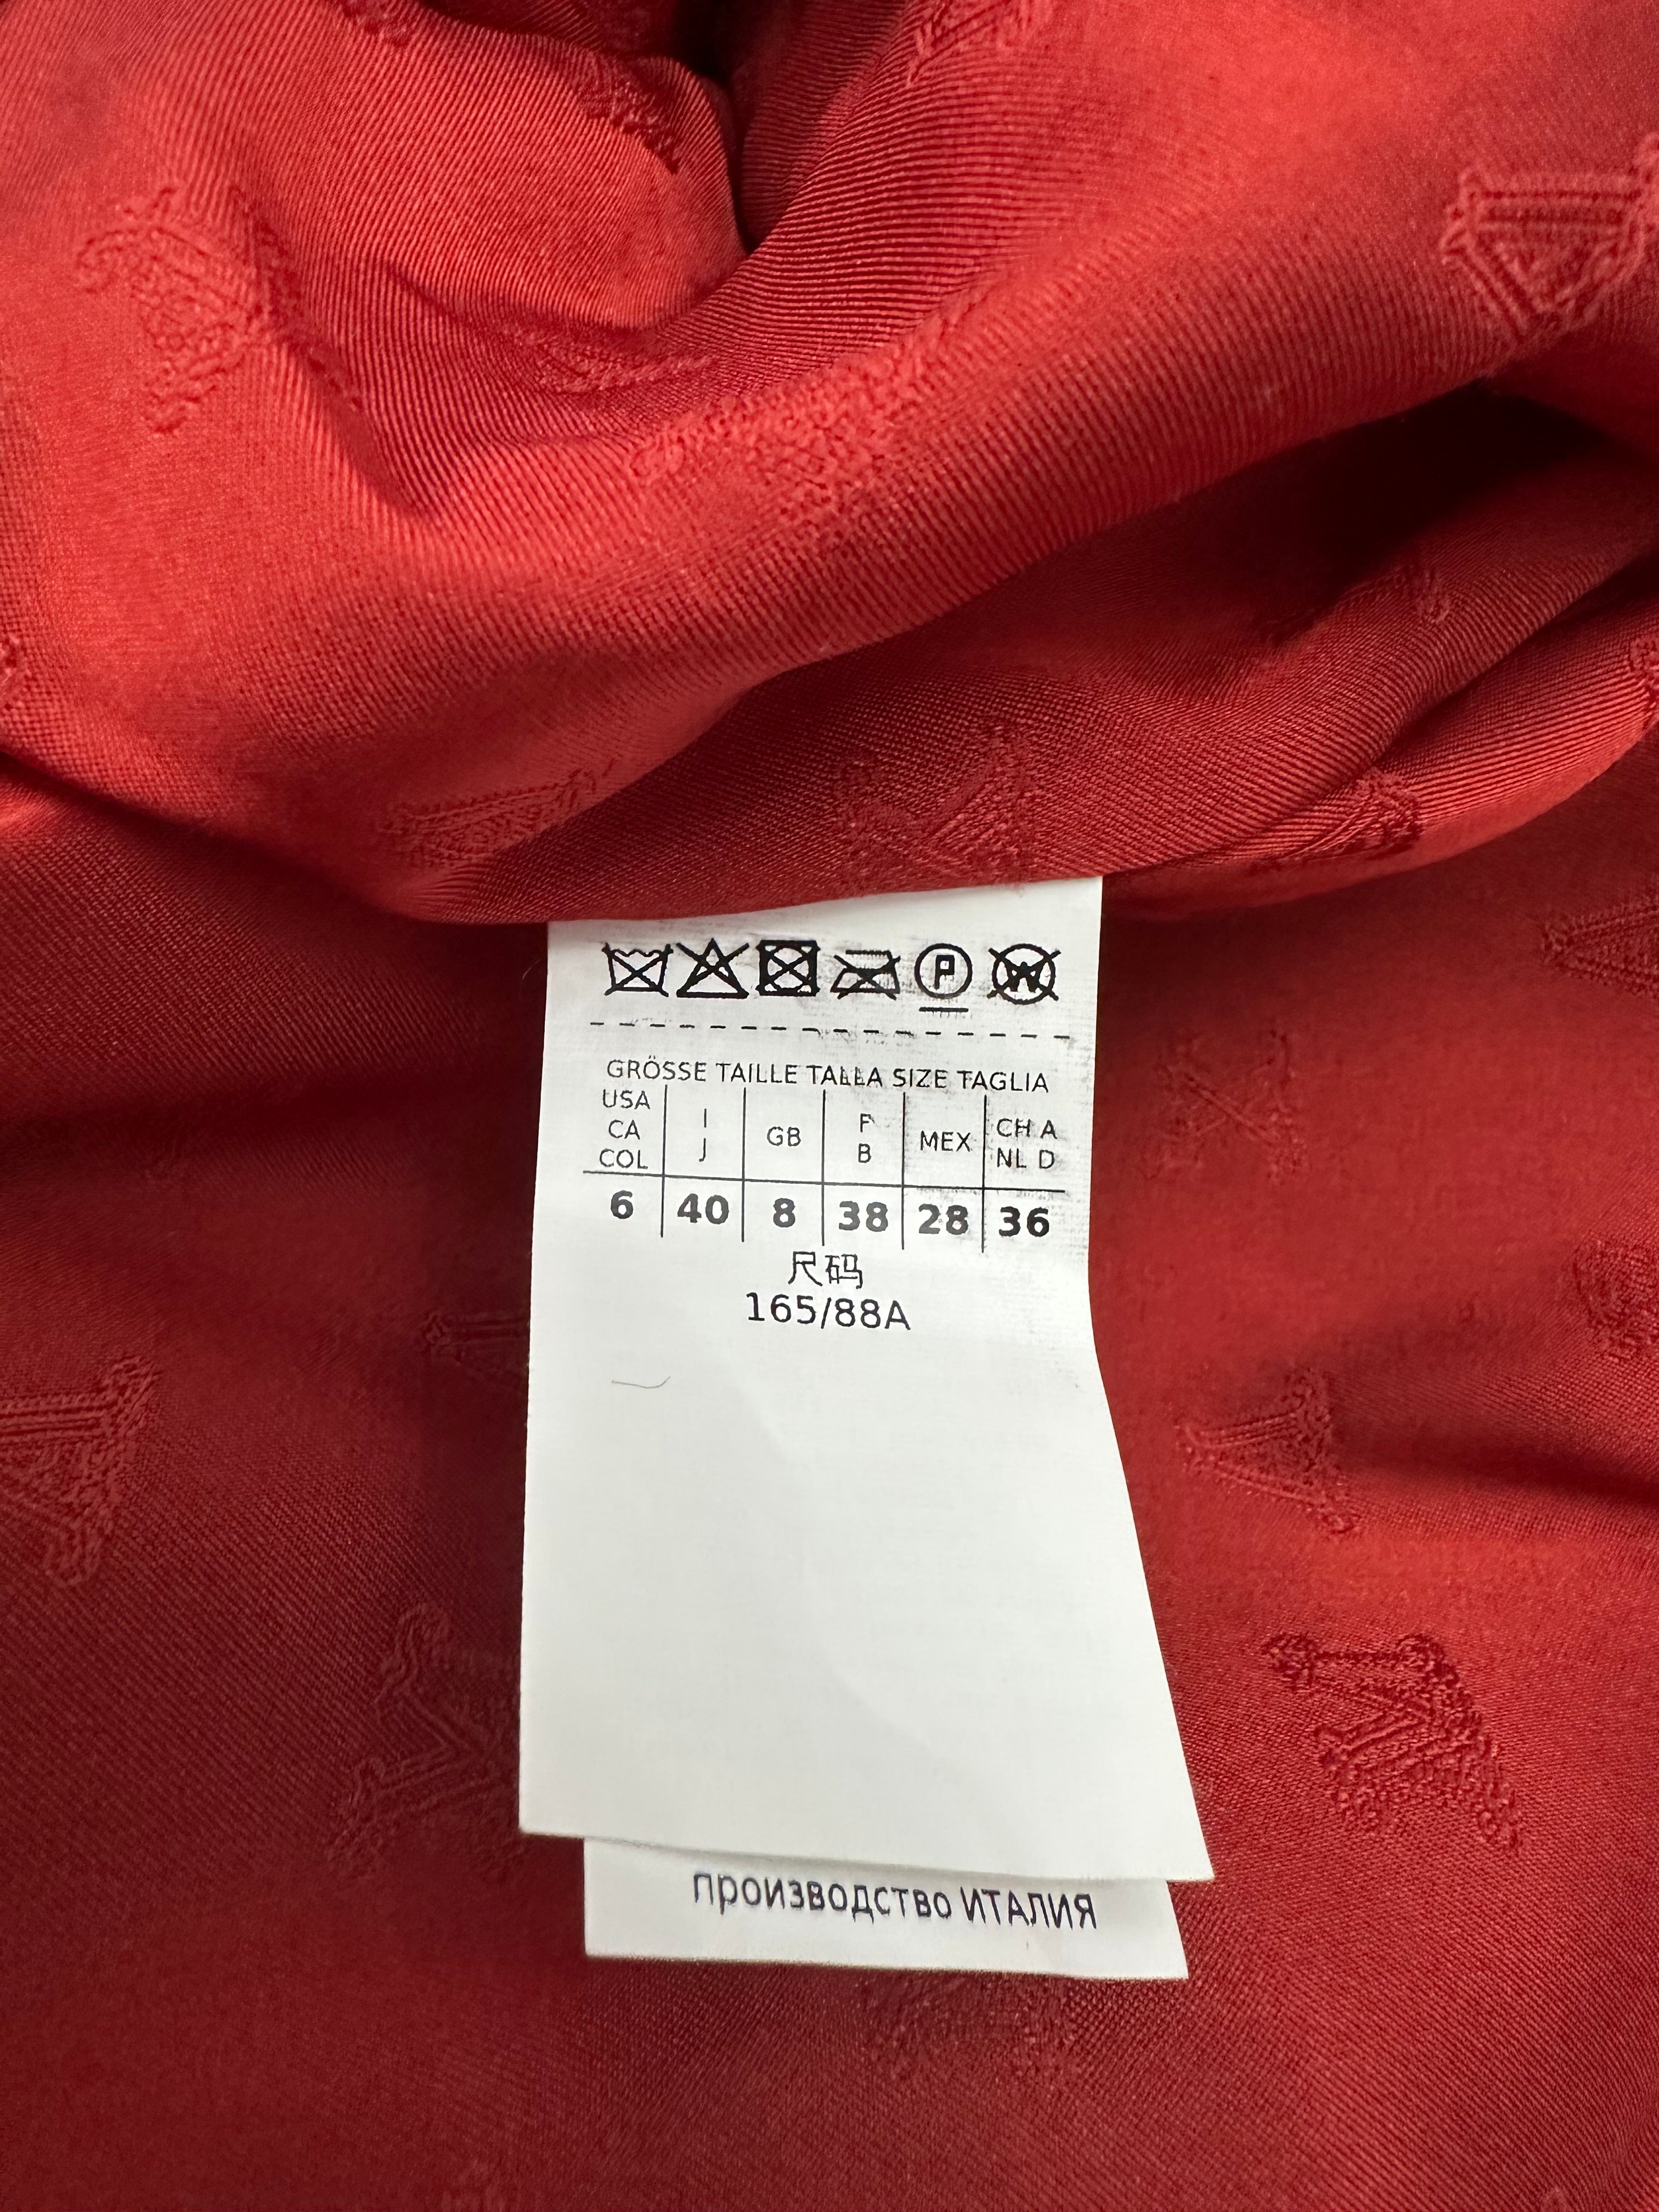 P W
GRÖSSE TAILLE TALLA SIZE TAGLIA
USA CA COL I J GB F B MEX CH A NL D
6 40 8 38 28 36
尺码
165/88A
производство ИТАЛИЯ